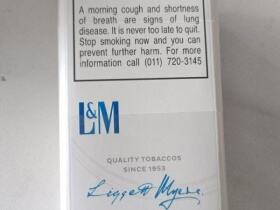 A morning cough and shortness
of breath are signs of lung
disease. It is never too late to quit.
Stop smoking now and you can
prevent further harm. For more
information call (011) 720-3145
L&M
QUALITY TOBACCOS
SINCE 1953
Liggett Myers